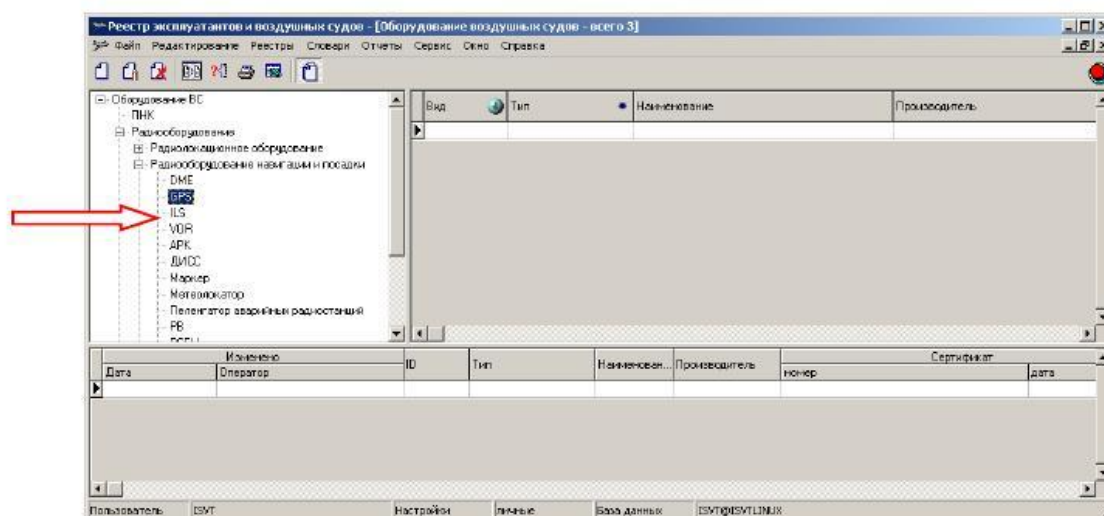 Реестр эксплуатантов и воздушных судов - [Оборудование воздушных судов - всего 3]
Файл Редактирование Реестры Словари Отчеты Сервис Окно Справка
Оборудование ВС
ПНК
Радиооборудование
Радиолокационное оборудование
Радиооборудование навигации и посадки
DME
GPS
ILS
VOR
АРК
ДИСС
Маркер
Метеолокатор
Пеленгатор аварийных радиостанций
РВ
Вид Тип Наименование Производитель
Изменено ID Тип Наименован... Производитель Сертификат
Дата Оператор номер дата
Пользователь ISVT Настройки личные База данных ISVT@ISVTLINUX